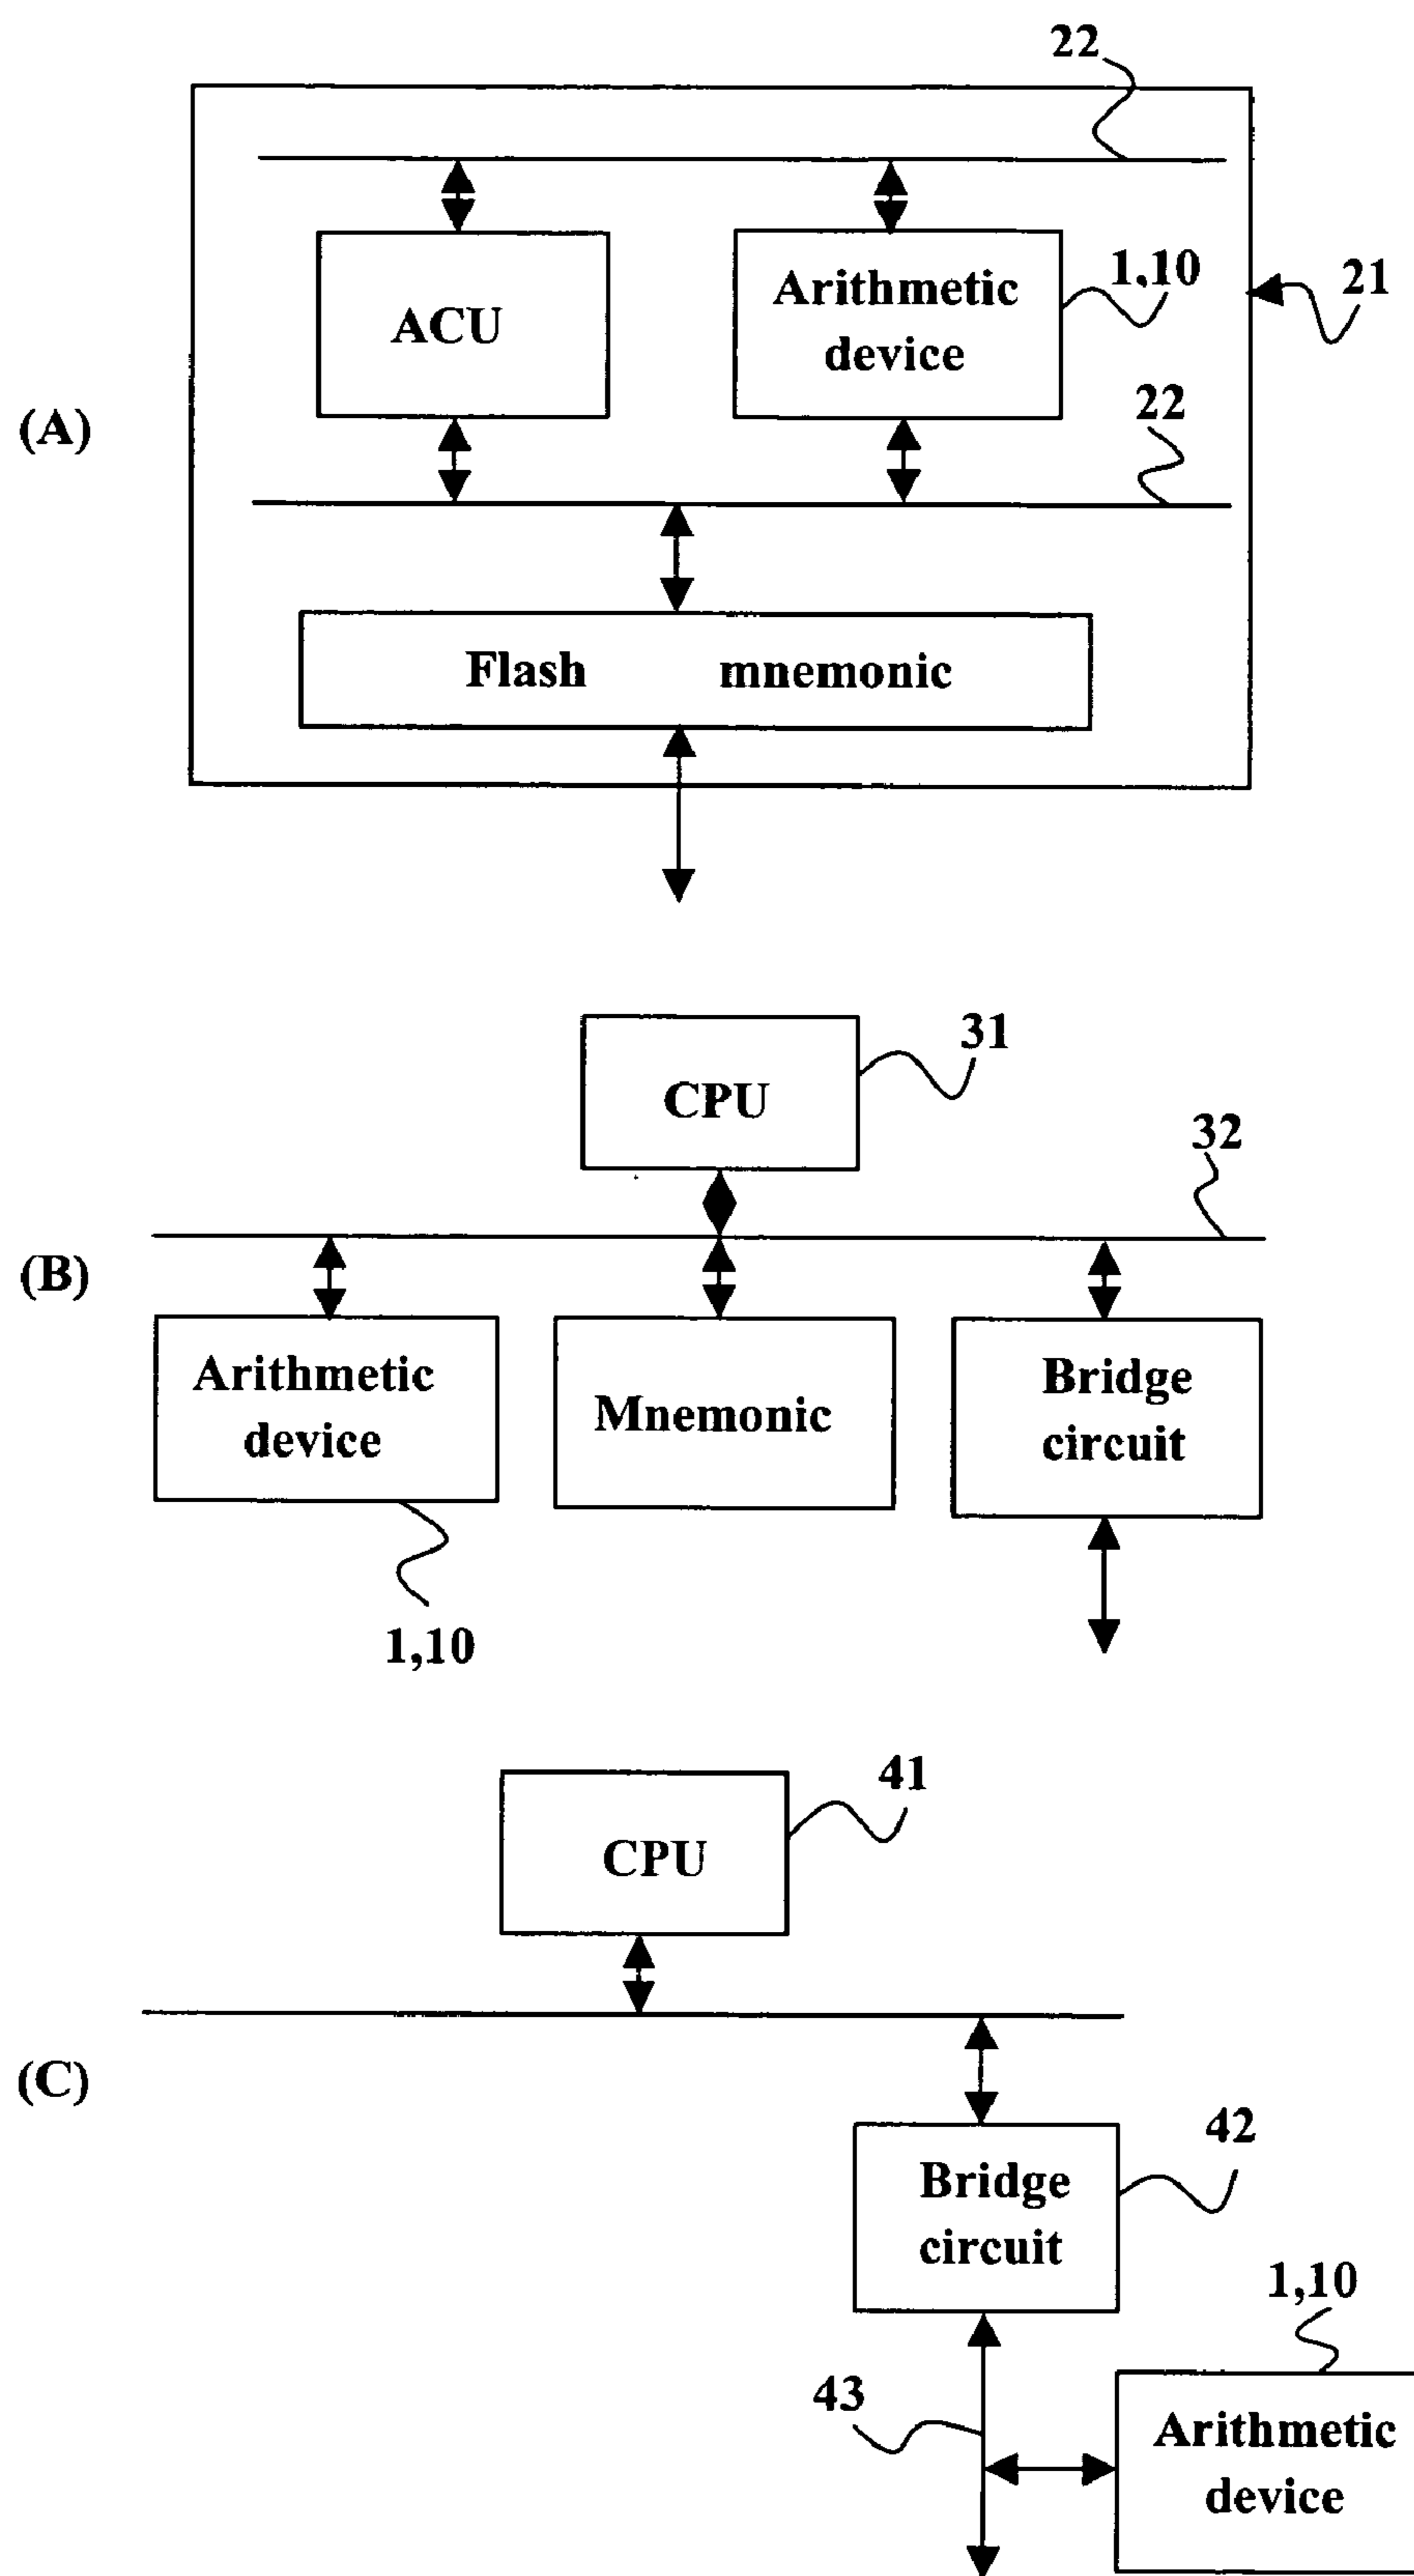 22
ACU
Arithmetic
device
1,10
21
(A)
22
Flash mnemonic
CPU
31
32
(B)
Arithmetic
device
Mnemonic
Bridge
circuit
1,10
CPU
41
(C)
Bridge
circuit
42
1,10
43
Arithmetic
device